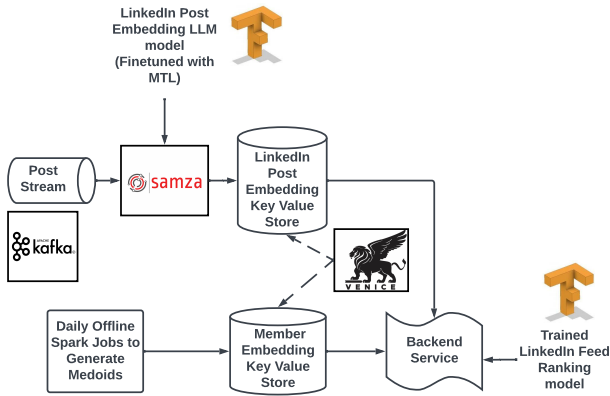 LinkedIn Post
Embedding LLM
model
(Finetuned with
MTL)
Post
Stream
samza
LinkedIn
Post
Embedding
Key Value
Store
APACHE
kafka
VENICE
Daily Offline
Spark Jobs to
Generate
Medoids
Member
Embedding
Key Value
Store
Backend
Service
Trained
LinkedIn Feed
Ranking
model